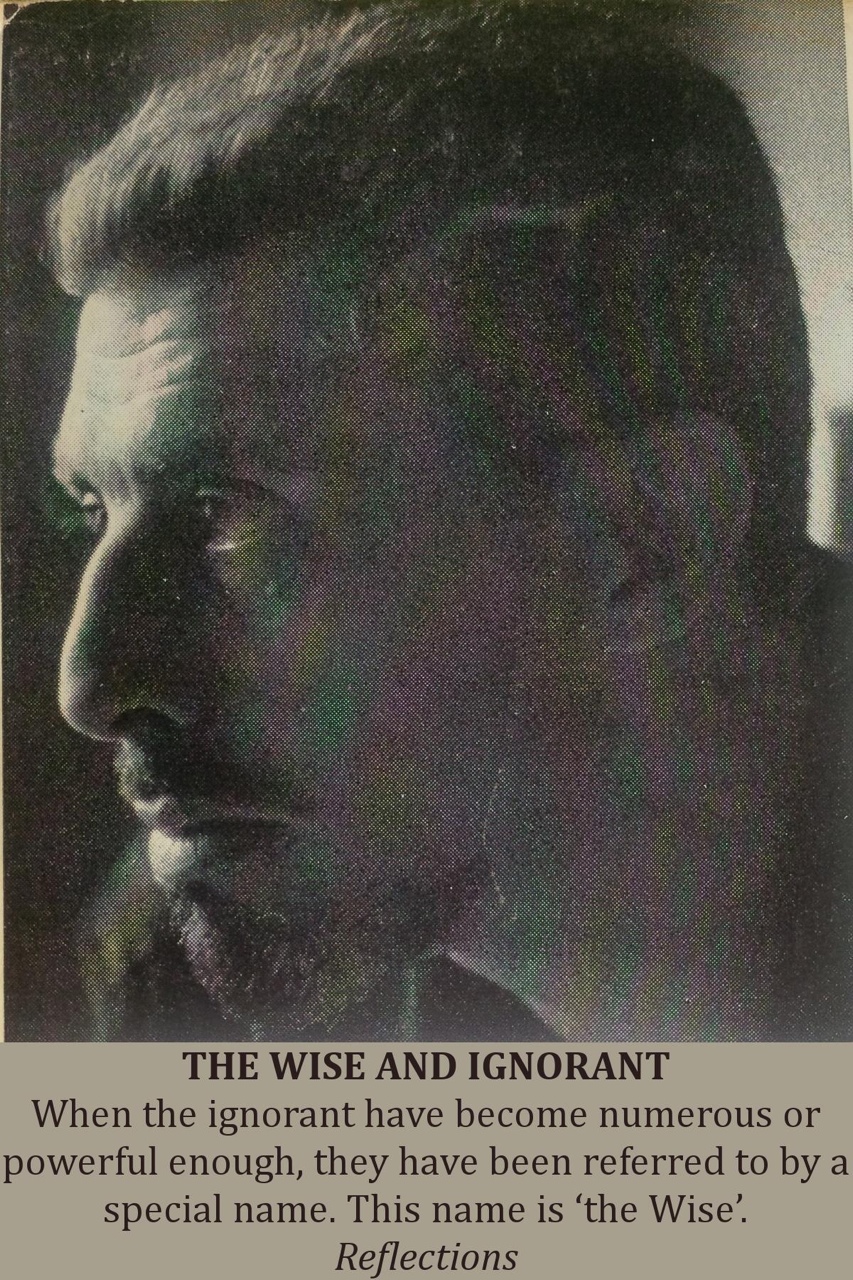 THE WISE AND IGNORANT
When the ignorant have become numerous or
powerful enough, they have been referred to by a
special name. This name is ‘the Wise’.
Reflections